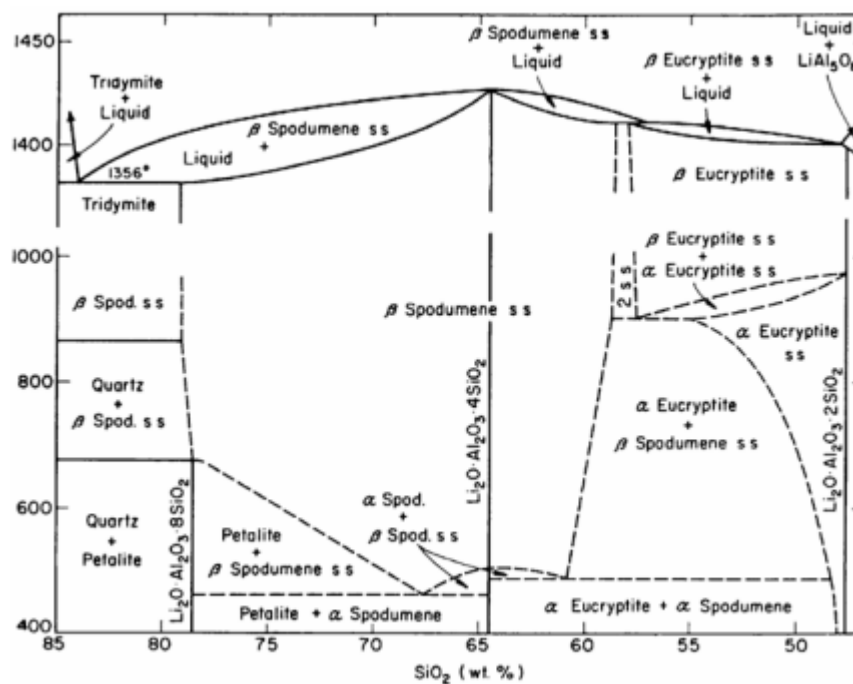 1450
1400
1000
800
600
400
Tridymite
+
Liquid
1356°
Tridymite
β Spodumene ss
+
Liquid
β Spodumene ss
+
Liquid
β Eucryptite ss
+
Liquid
Liquid
+
β Eucryptite ss
β Eucryptite ss
+
α Eucryptite ss
2 ss
α Eucryptite
ss
β Spod. ss
β Spodumene ss
Quartz
+
β Spod. ss
α Eucryptite
+
β Spodumene ss
Quartz
+
Petalite
Petalite
+
β Spodumene ss
α Spod.
+
β Spod. ss
Petalite + α Spodumene
α Eucryptite + α Spodumene
Li₂O·Al₂O₃·8SiO₂
Li₂O·Al₂O₃·4SiO₂
Li₂O·Al₂O₃·2SiO₂
85 80 75 70 65 60 55 50
SiO₂ (wt. %)